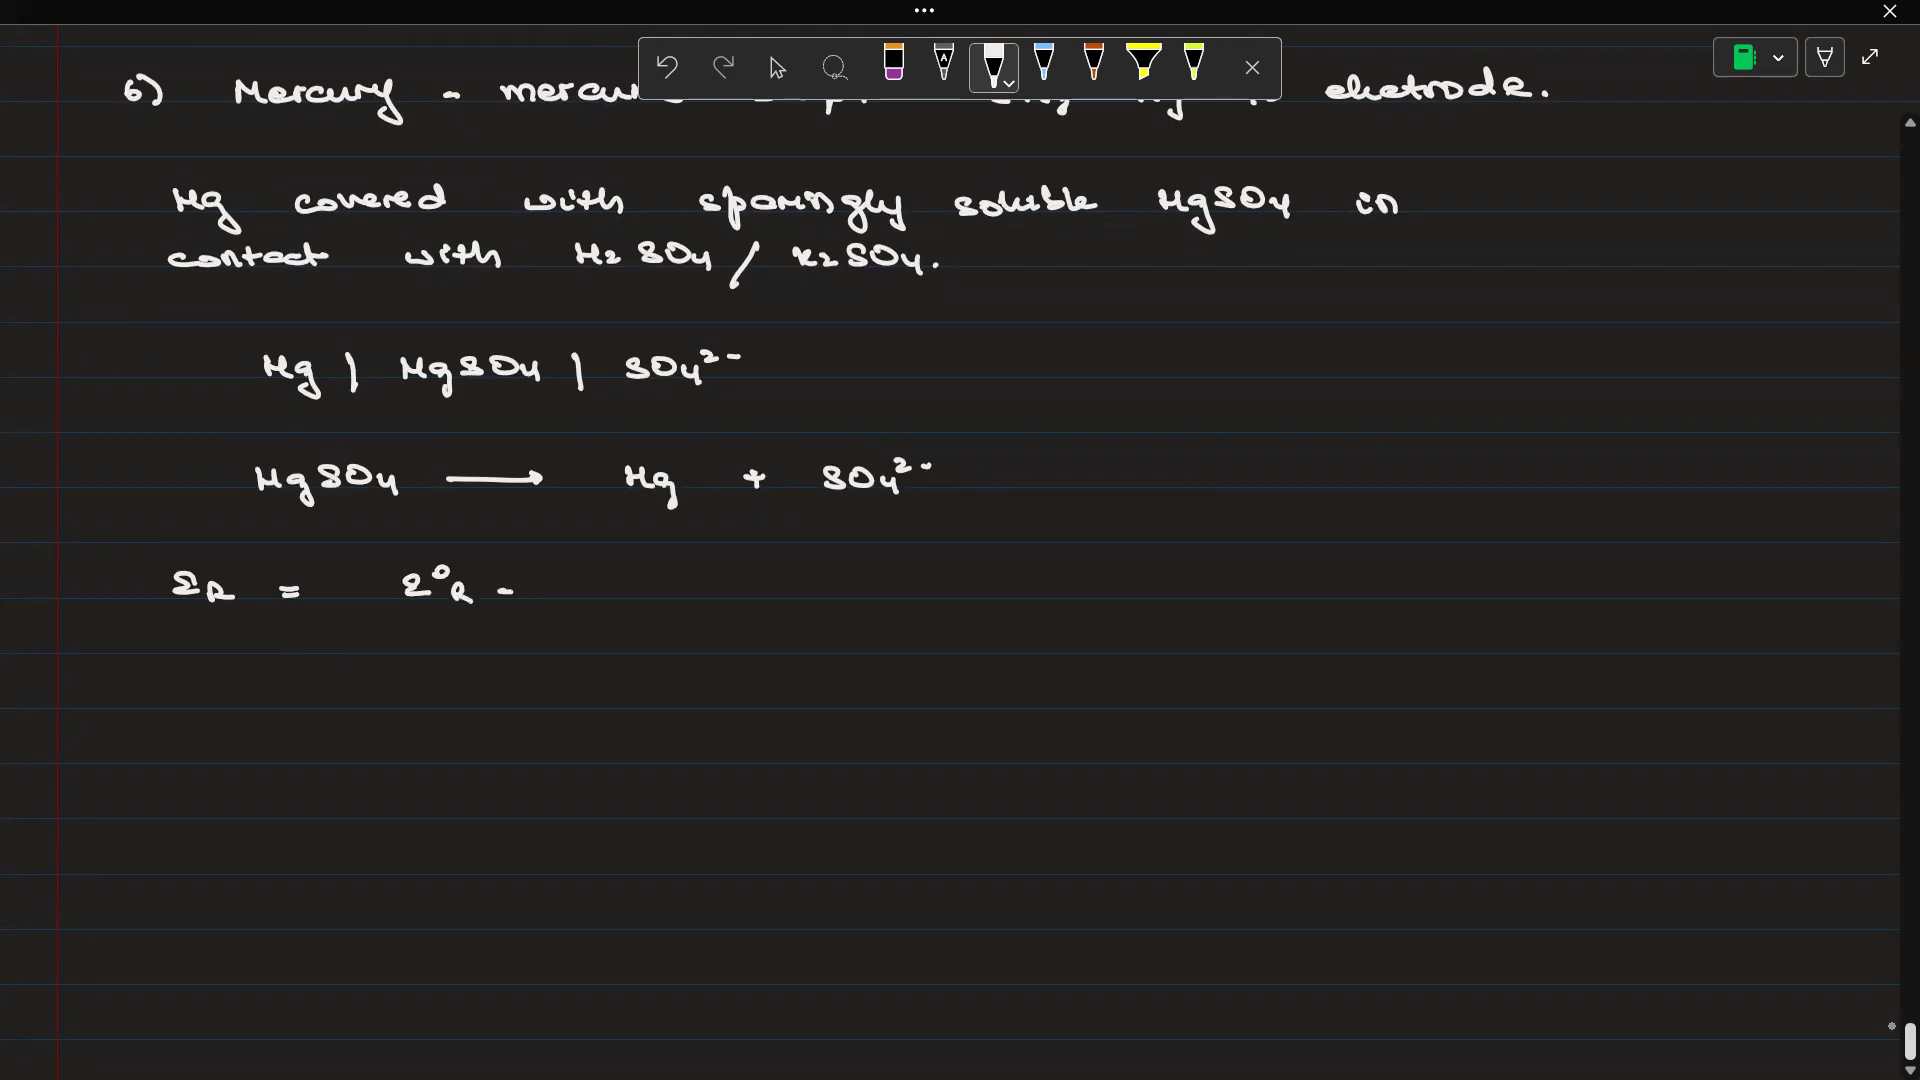 6) Mercury - electrode.
Hg covered with sparingly soluble HgSO4 in
contact with H2SO4 / K2SO4.
Hg | HgSO4 | SO4²⁻
HgSO4 ⟶ Hg + SO4²⁻
ER = E⁰R -